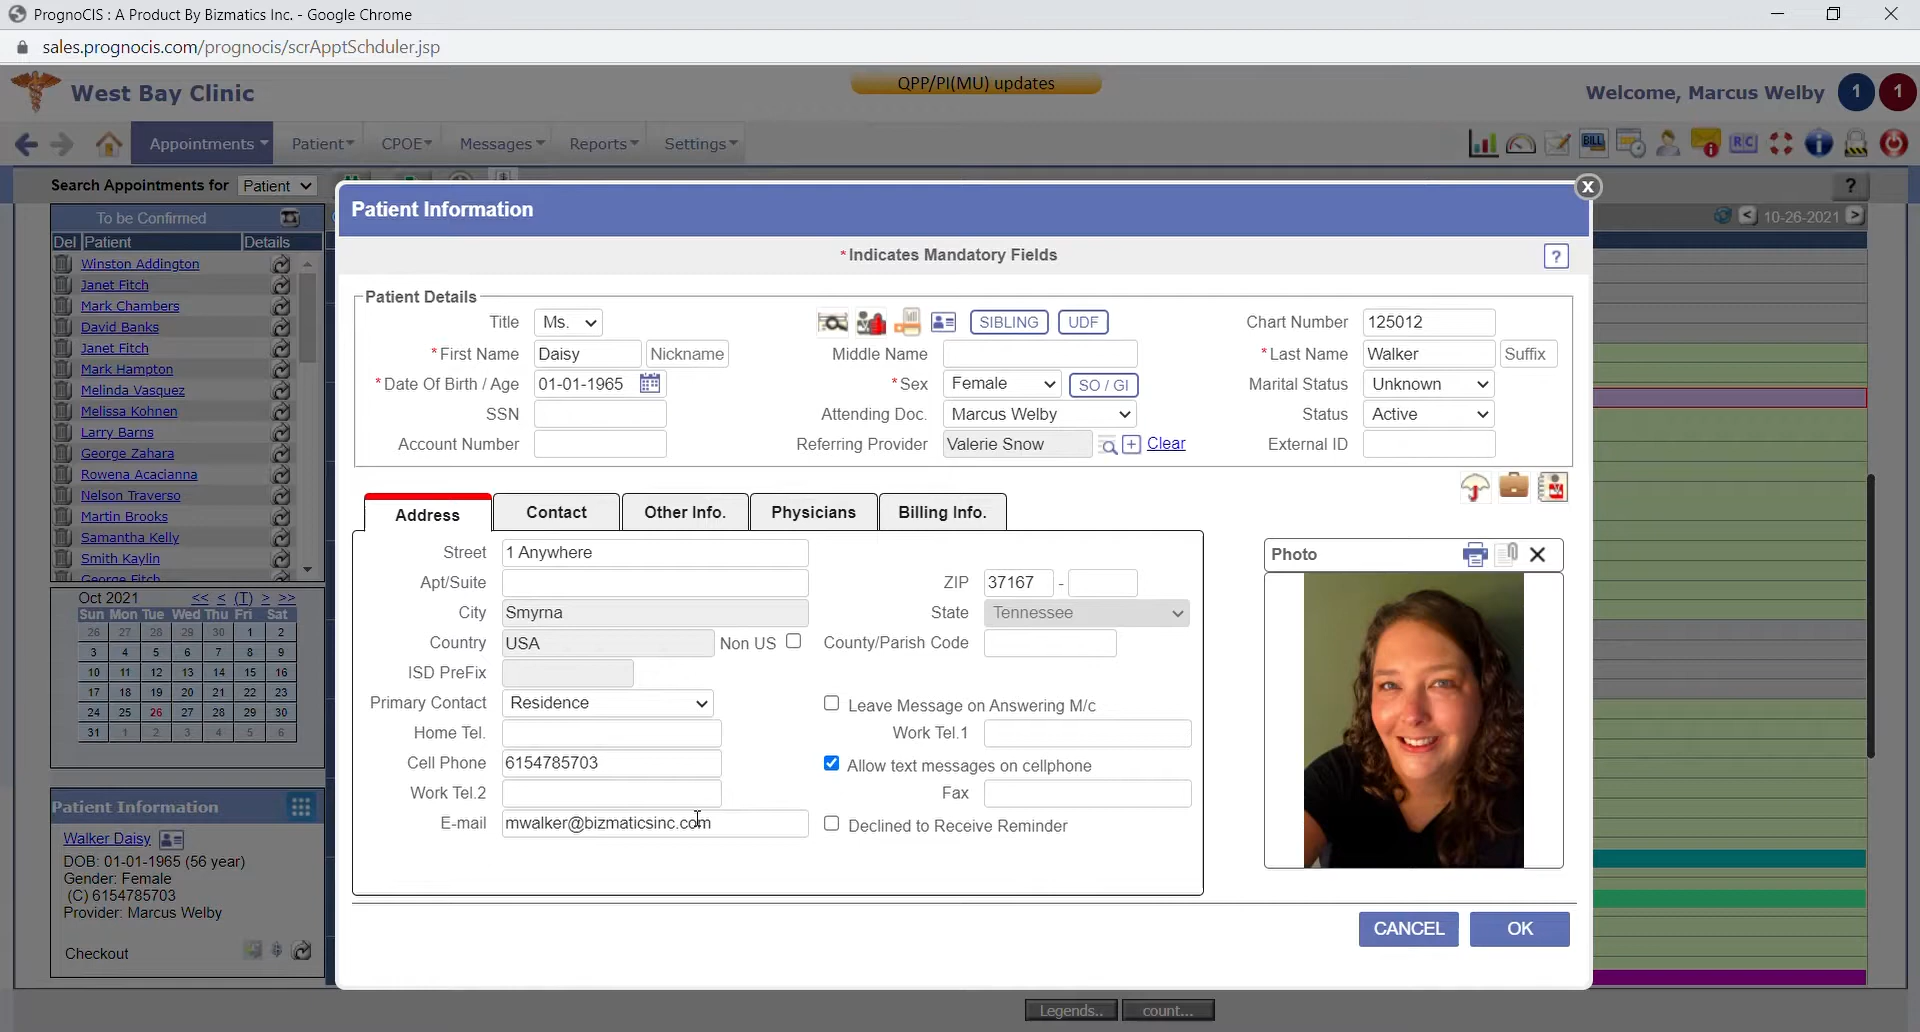 PrognoCIS : A Product By Bizmatics Inc. - Google Chrome
sales.prognocis.com/prognocis/scrApptSchduler.jsp
West Bay Clinic
QPP/PI(MU) updates
Welcome, Marcus Welby 1 1
Appointments Patient CPOE Messages Reports Settings
BILL RC
Search Appointments for Patient ?
To be Confirmed
Del Patient Details
Winston Addington
Janet Fitch
Mark Chambers
David Banks
Janet Fitch
Mark Hampton
Melinda Vasquez
Melissa Kohnen
Larry Barns
George Zahara
Rowena Acacianna
Nelson Traverso
Martin Brooks
Samantha Kelly
Smith Kaylin
George Fitch
< 10-26-2021 >
Oct 2021 << < (T) > >>
Sun Mon Tue Wed Thu Fri Sat
26 27 28 29 30 1 2
3 4 5 6 7 8 9
10 11 12 13 14 15 16
17 18 19 20 21 22 23
24 25 26 27 28 29 30
31 1 2 3 4 5 6
Patient Information
Walker Daisy
DOB: 01-01-1965 (56 year)
Gender: Female
(C) 6154785703
Provider: Marcus Welby
Checkout
Patient Information X
*Indicates Mandatory Fields ?
Patient Details
Title Ms. SIBLING UDF Chart Number 125012
*First Name Daisy Nickname Middle Name *Last Name Walker Suffix
*Date Of Birth / Age 01-01-1965 *Sex Female SO / GI Marital Status Unknown
SSN Attending Doc. Marcus Welby Status Active
Account Number Referring Provider Valerie Snow + Clear External ID
Address Contact Other Info. Physicians Billing Info.
Street 1 Anywhere
Apt/Suite ZIP 37167 -
City Smyrna State Tennessee
Country USA Non US County/Parish Code
ISD PreFix
Primary Contact Residence Leave Message on Answering M/c
Home Tel. Work Tel.1
Cell Phone 6154785703 Allow text messages on cellphone
Work Tel.2 Fax
E-mail mwalker@bizmaticsinc.com Declined to Receive Reminder
Photo
CANCEL OK
Legends.. count...